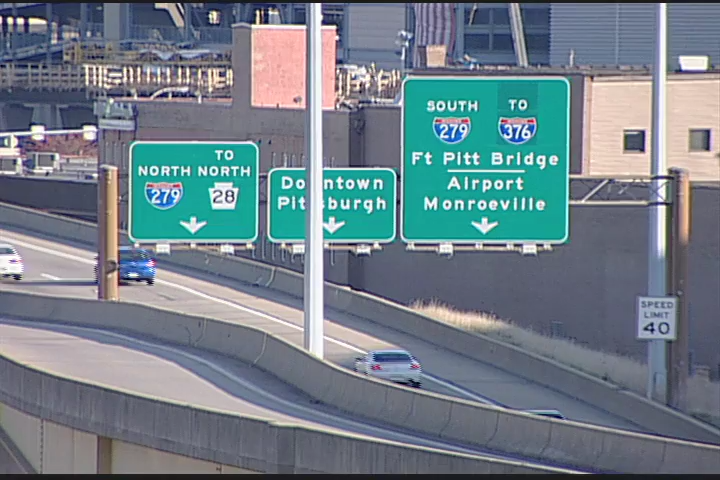 TO
NORTH NORTH
279 28
Downtown
Pittsburgh
SOUTH TO
279 376
Ft Pitt Bridge
Airport
Monroeville
SPEED
LIMIT
40